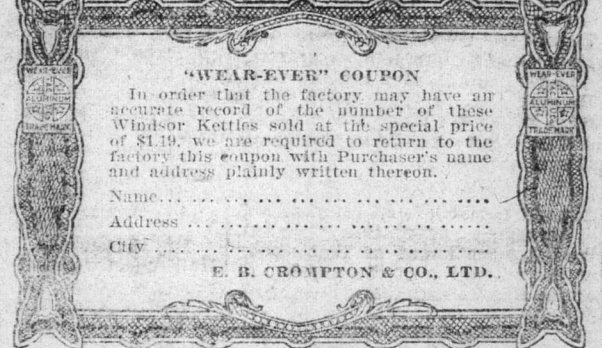 "WEAR-EVER" COUPON
In order that the factory may have an
accurate record of the number of these
Windsor Kettles sold at the special price
of $1.19, we are required to return to the
factory this coupon with Purchaser's name
and address plainly written thereon.
Name
Address
City
E. B. CROMPTON & CO., LTD.
WEAR-EVER
ALUMINUM
TRADE MARK
WEAR-EVER
ALUMINUM
TRADE MARK